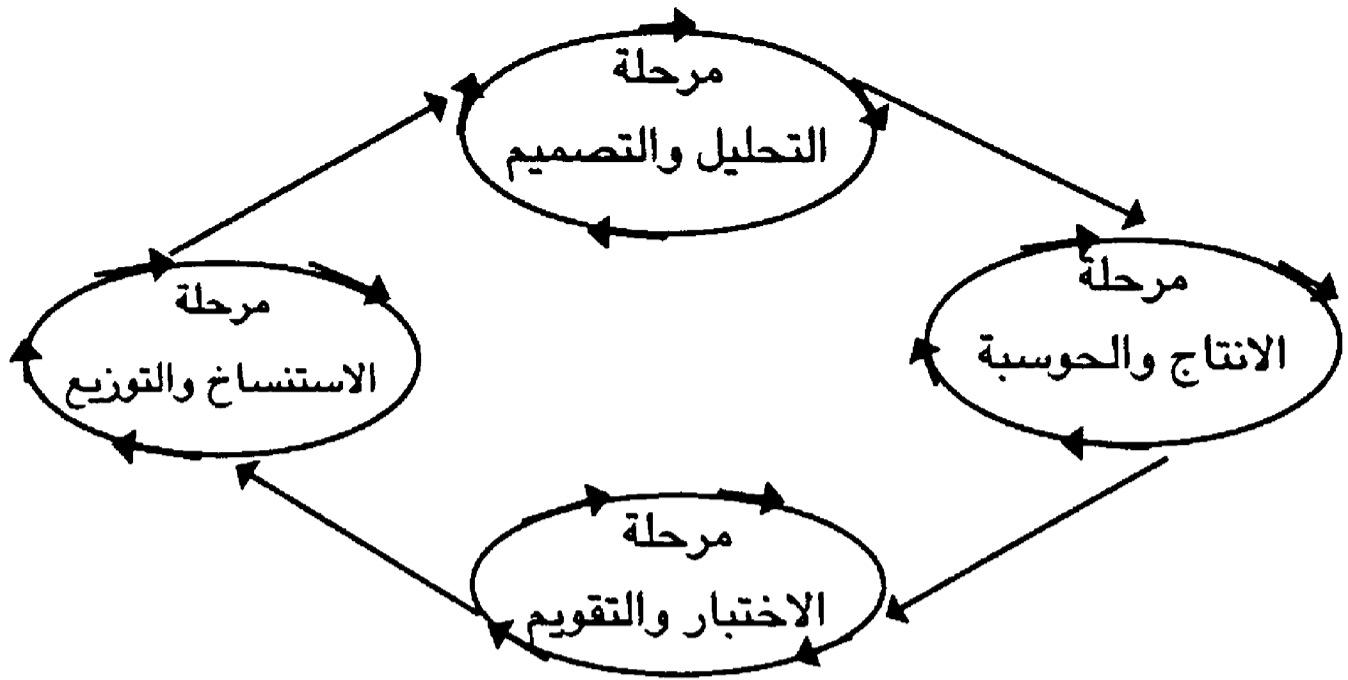 مرحلة
التحليل والتصميم
مرحلة
الانتاج والحوسبة
مرحلة
الاختبار والتقويم
مرحلة
الاستنساخ والتوزيع